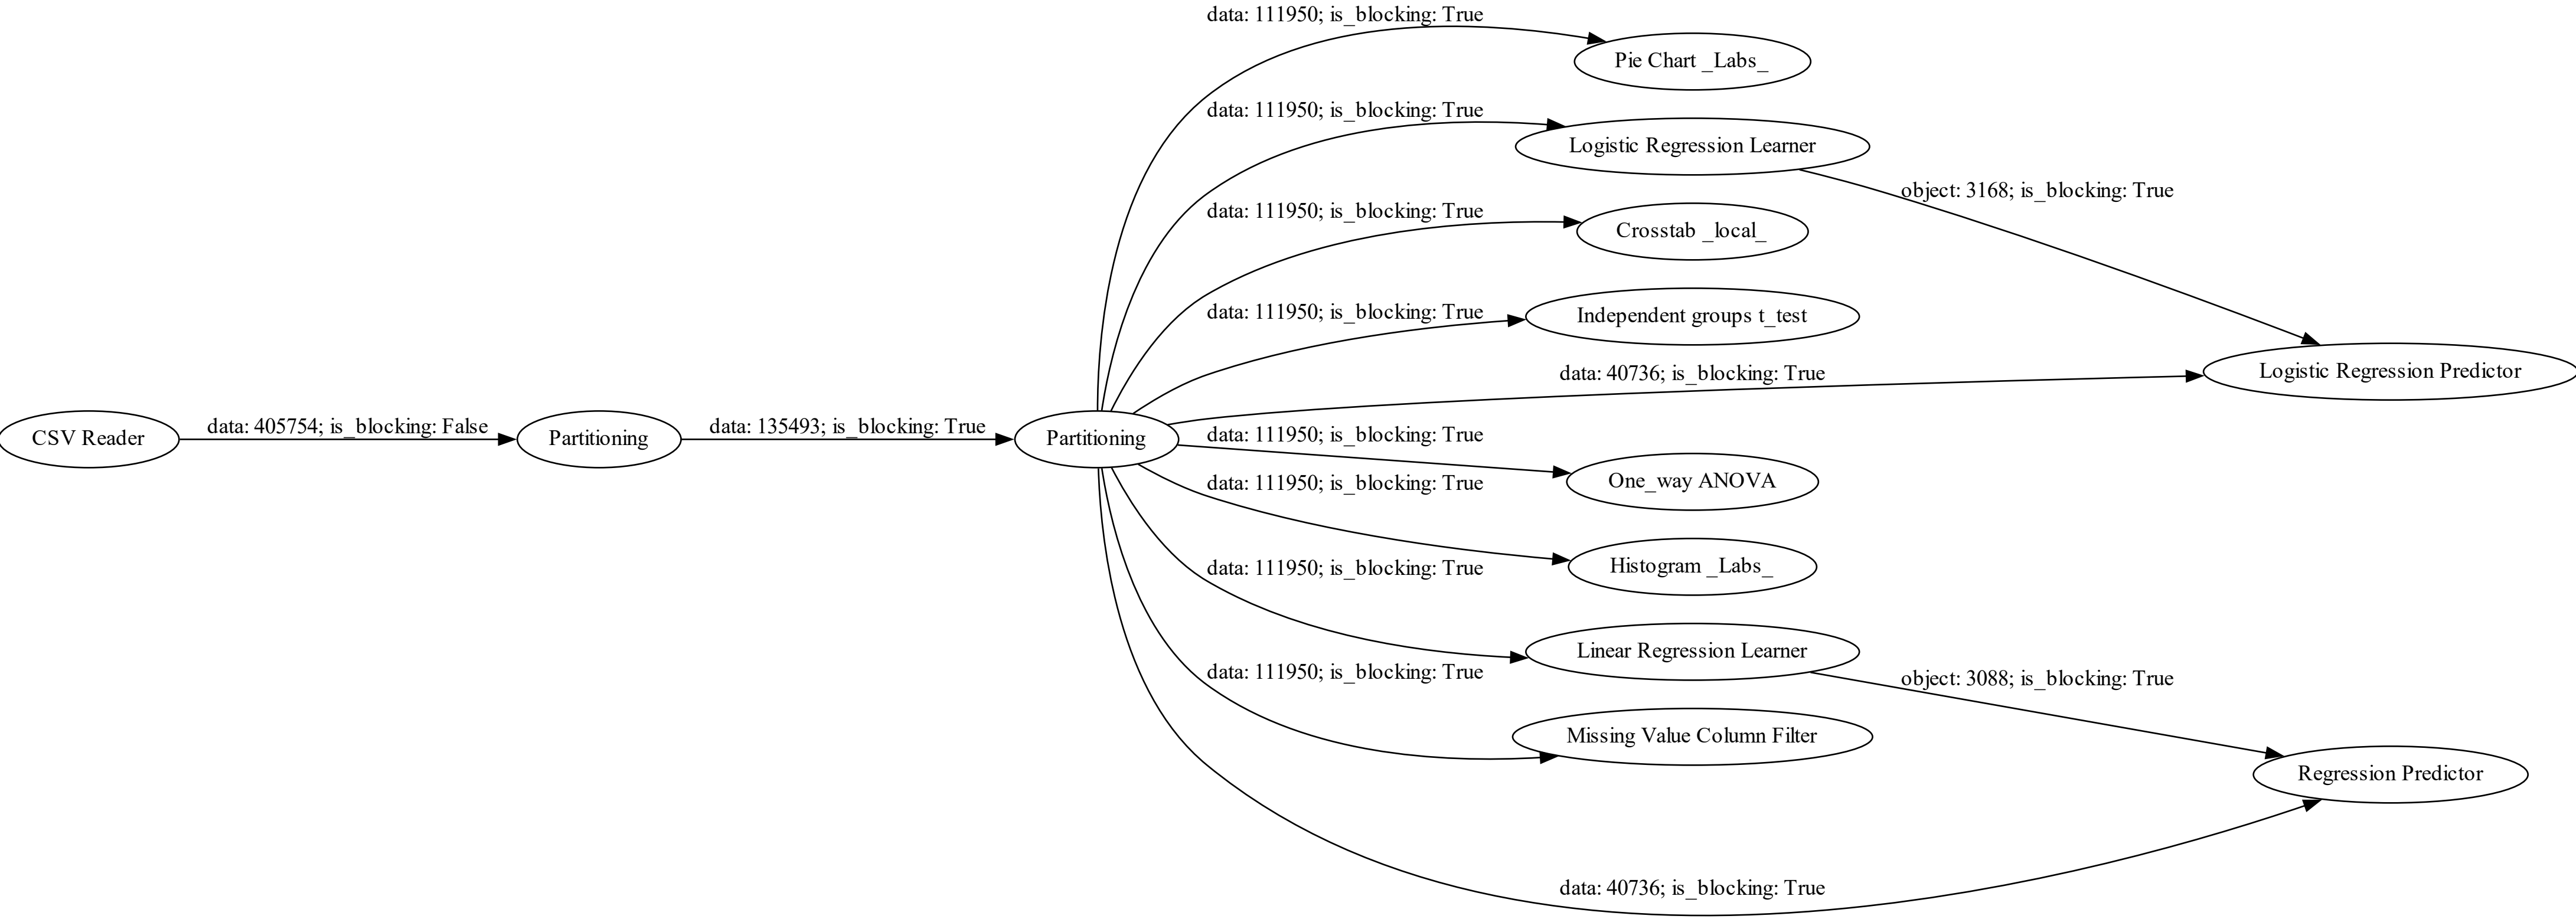 data: 111950; is_blocking: True
Pie Chart _Labs_
data: 111950; is_blocking: True
Logistic Regression Learner
object: 3168; is_blocking: True
data: 111950; is_blocking: True
Crosstab _local_
data: 111950; is_blocking: True
Independent groups t_test
data: 40736; is_blocking: True
Logistic Regression Predictor
CSV Reader
data: 405754; is_blocking: False
Partitioning
data: 135493; is_blocking: True
Partitioning
data: 111950; is_blocking: True
One_way ANOVA
data: 111950; is_blocking: True
Histogram _Labs_
data: 111950; is_blocking: True
Linear Regression Learner
object: 3088; is_blocking: True
data: 111950; is_blocking: True
Missing Value Column Filter
Regression Predictor
data: 40736; is_blocking: True